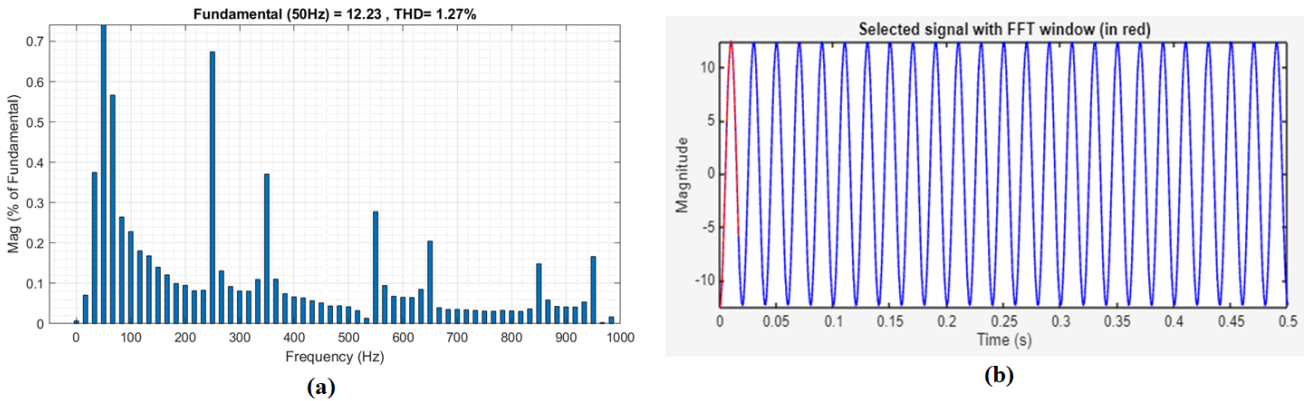 Fundamental (50Hz) = 12.23 , THD= 1.27%
Mag (% of Fundamental)
0.7
0.6
0.5
0.4
0.3
0.2
0.1
0
0 100 200 300 400 500 600 700 800 900 1000
Frequency (Hz)
(a)
Selected signal with FFT window (in red)
Magnitude
10
5
0
-5
-10
0 0.05 0.1 0.15 0.2 0.25 0.3 0.35 0.4 0.45 0.5
Time (s)
(b)